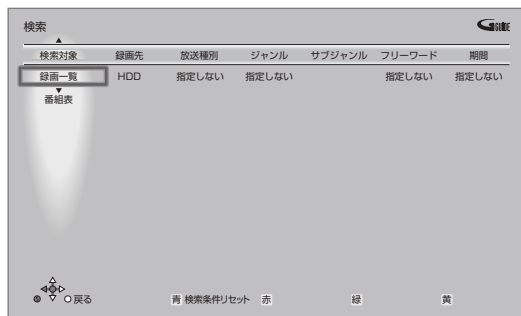 検索
GGUIDE
検索対象 録画先 放送種別 ジャンル サブジャンル フリーワード 期間
録画一覧 HDD 指定しない 指定しない 指定しない 指定しない
番組表
戻る
青 検索条件リセット 赤 緑 黄